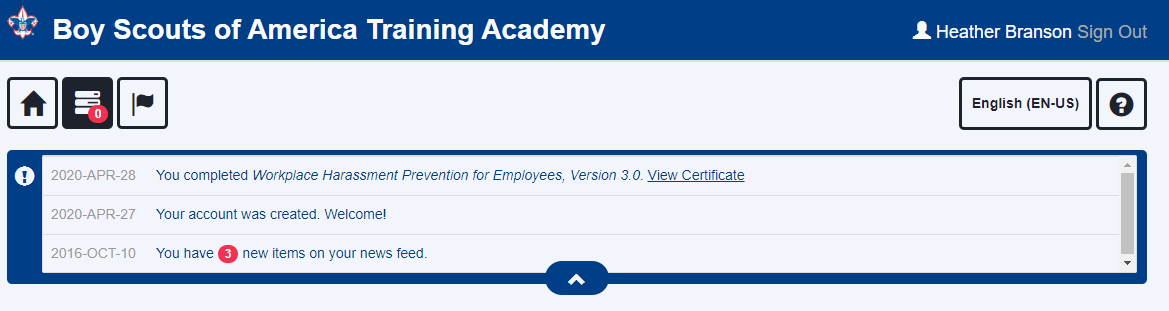 Boy Scouts of America Training Academy
Heather Branson Sign Out
0
English (EN-US)
?
2020-APR-28 You completed Workplace Harassment Prevention for Employees, Version 3.0. View Certificate
2020-APR-27 Your account was created. Welcome!
2016-OCT-10 You have 3 new items on your news feed.